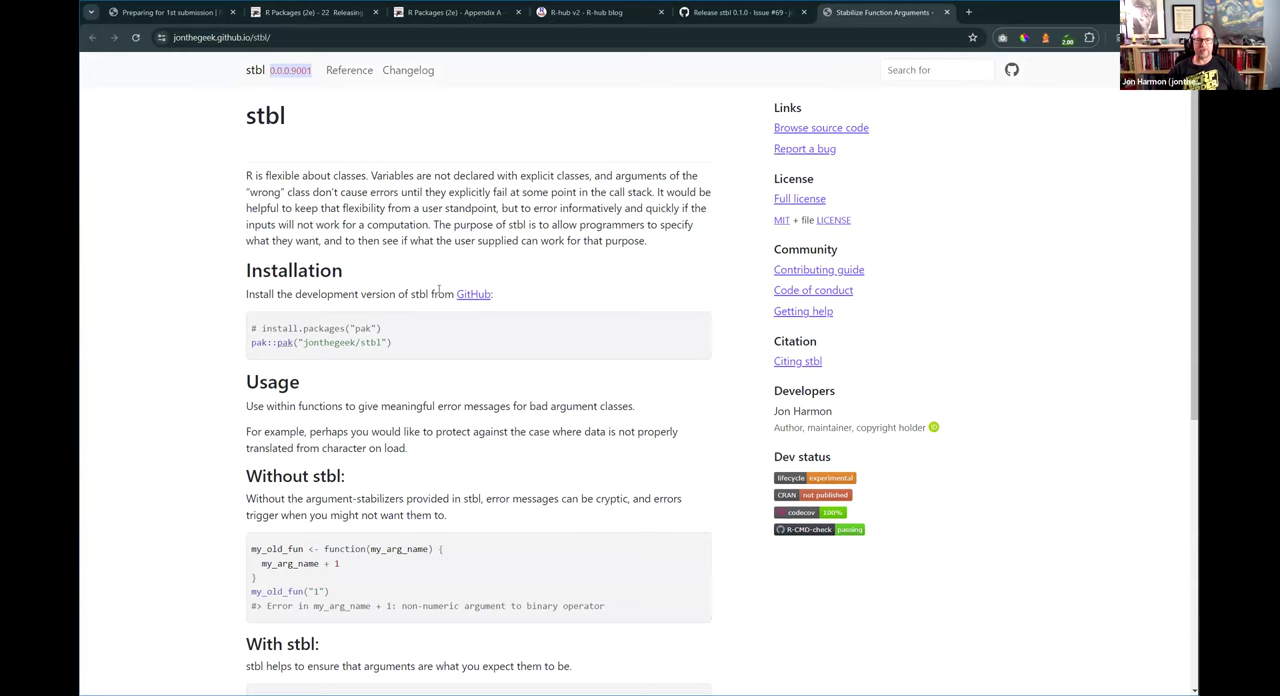 Preparing for 1st submission |
R Packages (2e) - 22 Releasing
R Packages (2e) - Appendix A
R-hub v2 - R-hub blog
Release stbl 0.1.0 · Issue #69 · j
Stabilize Function Arguments ·
jonthegeek.github.io/stbl/
2.00
Jon Harmon (jonthe...
stbl 0.0.0.9001 Reference Changelog
Search for
stbl
R is flexible about classes. Variables are not declared with explicit classes, and arguments of the
“wrong” class don’t cause errors until they explicitly fail at some point in the call stack. It would be
helpful to keep that flexibility from a user standpoint, but to error informatively and quickly if the
inputs will not work for a computation. The purpose of stbl is to allow programmers to specify
what they want, and to then see if what the user supplied can work for that purpose.
Installation
Install the development version of stbl from GitHub:
# install.packages("pak")
pak::pak("jonthegeek/stbl")
Usage
Use within functions to give meaningful error messages for bad argument classes.
For example, perhaps you would like to protect against the case where data is not properly
translated from character on load.
Without stbl:
Without the argument-stabilizers provided in stbl, error messages can be cryptic, and errors
trigger when you might not want them to.
my_old_fun <- function(my_arg_name) {
my_arg_name + 1
}
my_old_fun("1")
#> Error in my_arg_name + 1: non-numeric argument to binary operator
With stbl:
stbl helps to ensure that arguments are what you expect them to be.
Links
Browse source code
Report a bug
License
Full license
MIT + file LICENSE
Community
Contributing guide
Code of conduct
Getting help
Citation
Citing stbl
Developers
Jon Harmon
Author, maintainer, copyright holder
Dev status
lifecycle experimental
CRAN not published
codecov 100%
R-CMD-check passing